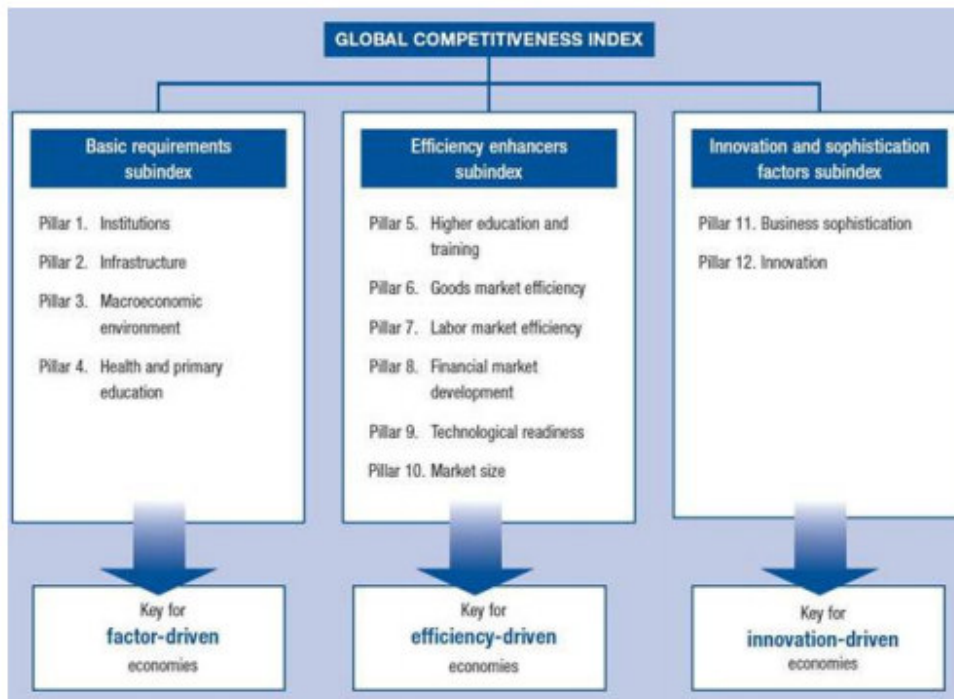 GLOBAL COMPETITIVENESS INDEX
Basic requirements
subindex
Pillar 1. Institutions
Pillar 2. Infrastructure
Pillar 3. Macroeconomic
environment
Pillar 4. Health and primary
education
Key for
factor-driven
economies
Efficiency enhancers
subindex
Pillar 5. Higher education and
training
Pillar 6. Goods market efficiency
Pillar 7. Labor market efficiency
Pillar 8. Financial market
development
Pillar 9. Technological readiness
Pillar 10. Market size
Key for
efficiency-driven
economies
Innovation and sophistication
factors subindex
Pillar 11. Business sophistication
Pillar 12. Innovation
Key for
innovation-driven
economies